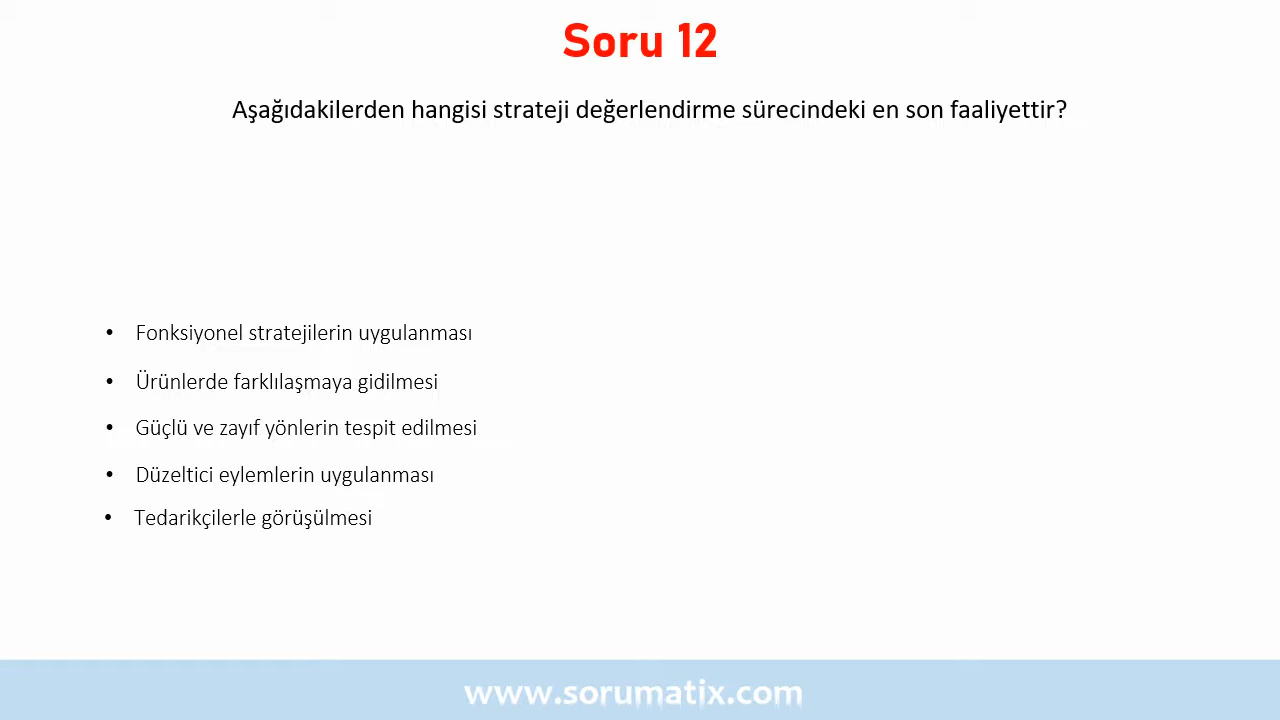 Soru 12
Aşağıdakilerden hangisi strateji değerlendirme sürecindeki en son faaliyettir?
• Fonksiyonel stratejilerin uygulanması
• Ürünlerde farklılaşmaya gidilmesi
• Güçlü ve zayıf yönlerin tespit edilmesi
• Düzeltici eylemlerin uygulanması
• Tedarikçilerle görüşülmesi
www.sorumatix.com